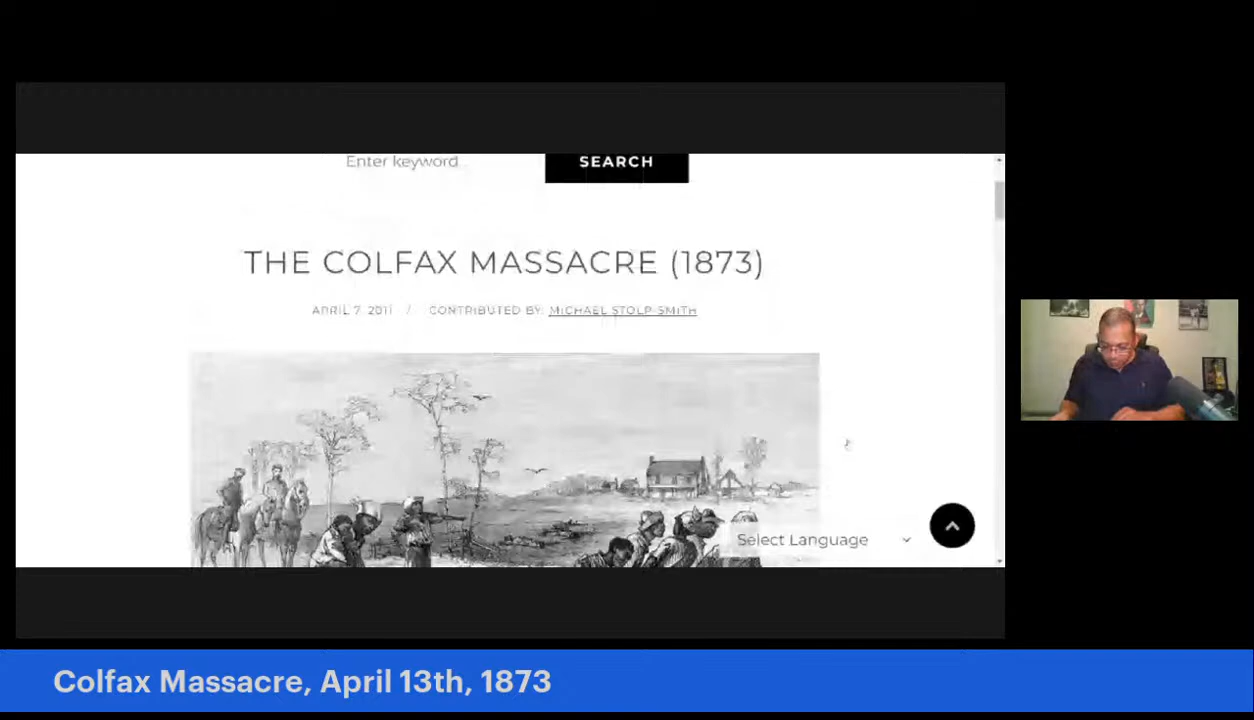 Enter keyword
SEARCH
THE COLFAX MASSACRE (1873)
APRIL 7, 2011 / CONTRIBUTED BY: MICHAEL STOLP-SMITH
Select Language
Colfax Massacre, April 13th, 1873